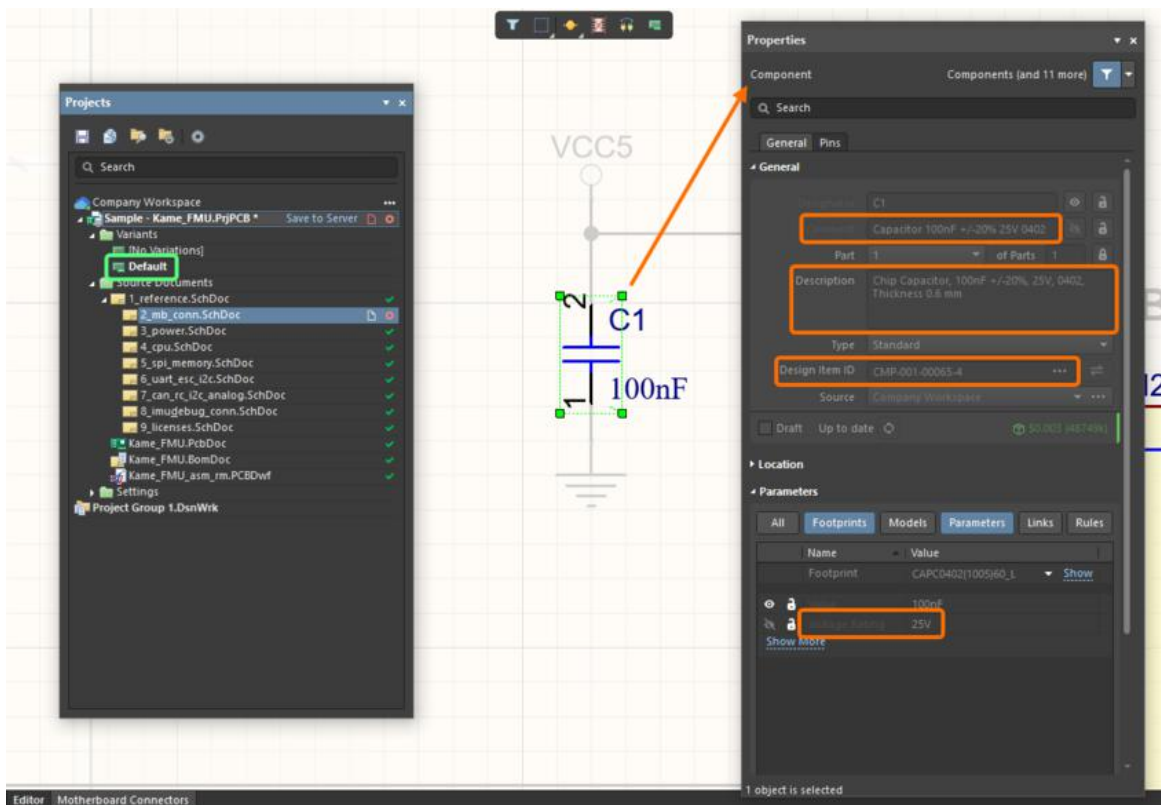 Projects
Search
Company Workspace
Sample - Kame_FMU.PrjPCB * Save to Server
Variants
[No Variations]
Default
Source Documents
1_reference.SchDoc
2_mb_conn.SchDoc
3_power.SchDoc
4_cpu.SchDoc
5_spi_memory.SchDoc
6_uart_esc_i2c.SchDoc
7_can_rc_i2c_analog.SchDoc
8_imudebug_conn.SchDoc
9_licenses.SchDoc
Kame_FMU.PcbDoc
Kame_FMU.BomDoc
Kame_FMU_asm_rm.PCBDwf
Settings
Project Group 1.DsnWrk
VCC5
2
C1
100nF
1
Properties
Component Components (and 11 more)
Search
General Pins
General
C1
Capacitor 100nF +/-20% 25V 0402
Part 1 of Parts 1
Description Chip Capacitor, 100nF +/-20%, 25V, 0402,
Thickness 0.6 mm
Type Standard
Design Item ID CMP-001-00065-4
Source Company Workspace
Draft Up to date
Location
Parameters
All Footprints Models Parameters Links Rules
Name Value
Footprint CAPC0402(1005)60_L Show
100nF
Voltage Rating 25V
Show More
1 object is selected
Editor Motherboard Connectors